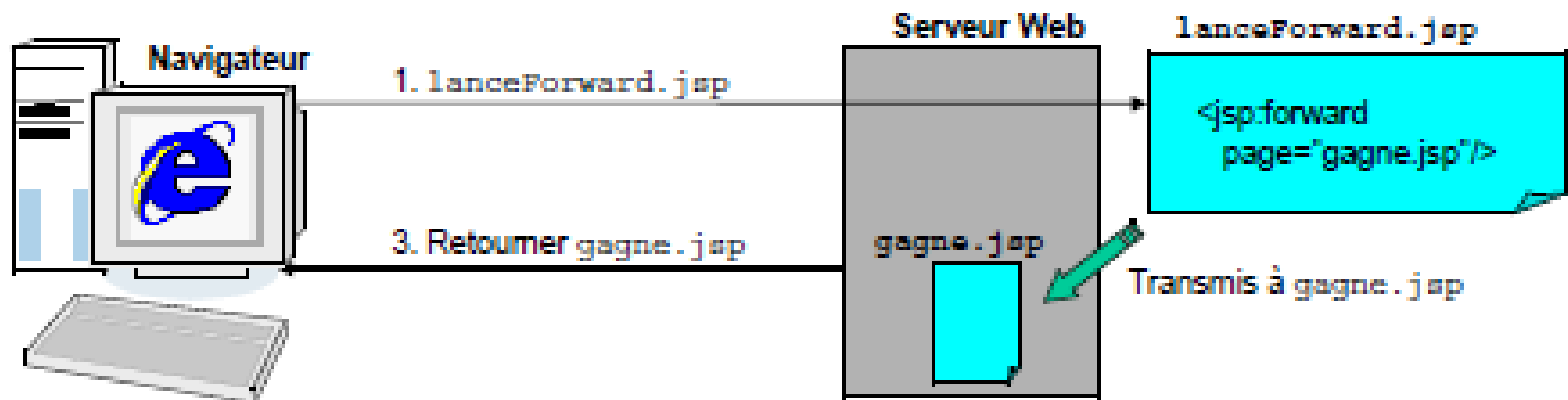 Navigateur
Serveur Web
lanceForward.jsp
1. lanceForward.jsp
<jsp:forward
page="gagne.jsp"/>
3. Retourner gagne.jsp
gagne.jsp
Transmis à gagne.jsp